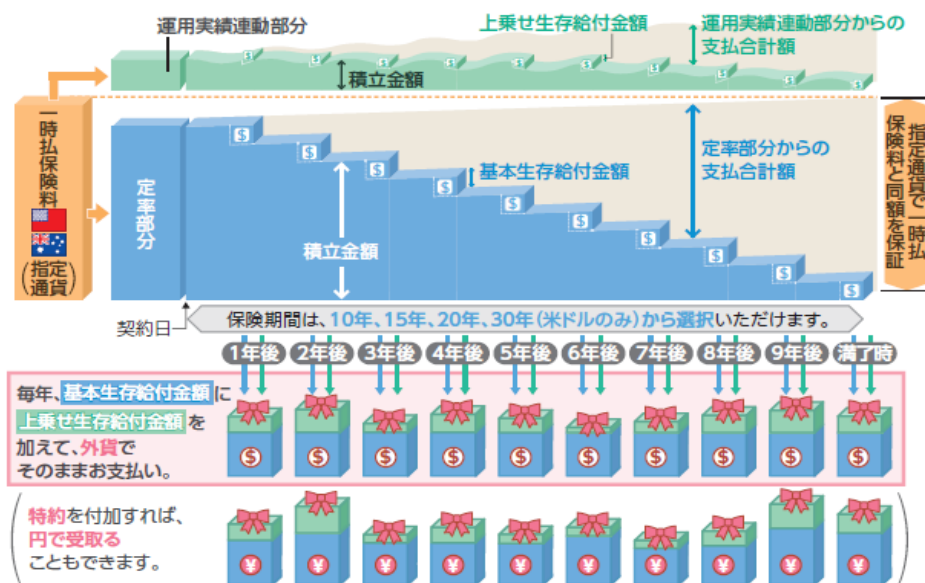 運用実績連動部分
上乗せ生存給付金額
運用実績連動部分からの
支払合計額
積立金額
一時払保険料
(指定通貨)
定率部分
基本生存給付金額
定率部分からの
支払合計額
積立金額
指定通貨で一時払
保険料と同額を保証
契約日
保険期間は、10年、15年、20年、30年(米ドルのみ)から選択いただけます。
1年後 2年後 3年後 4年後 5年後 6年後 7年後 8年後 9年後 満了時
毎年、基本生存給付金額に
上乗せ生存給付金額を
加えて、外貨で
そのままお支払い。
$ $ $ $ $ $ $ $ $ $
特約を付加すれば、
円で受取る
こともできます。
¥ ¥ ¥ ¥ ¥ ¥ ¥ ¥ ¥ ¥